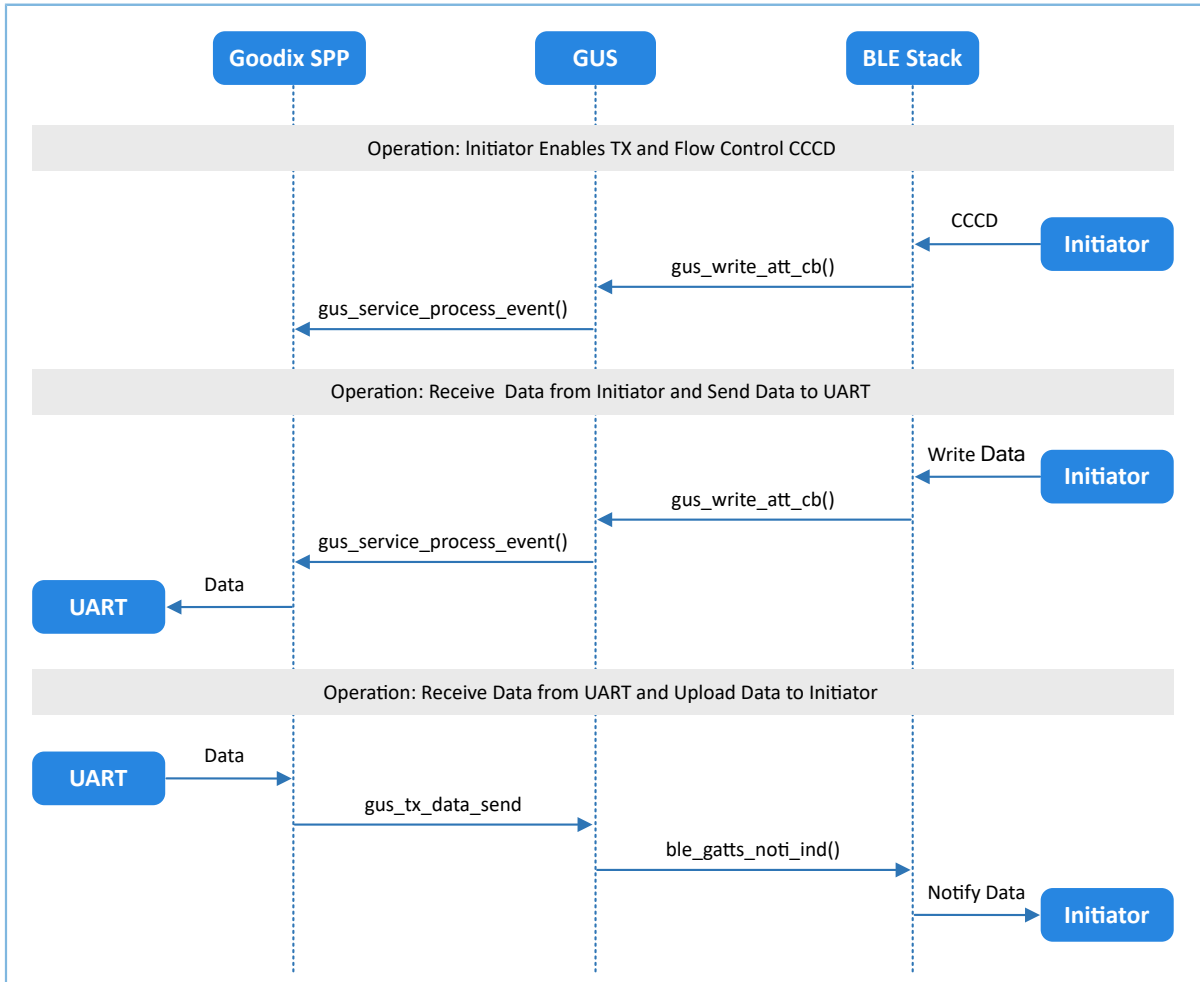 Goodix SPP
GUS
BLE Stack
Operation: Initiator Enables TX and Flow Control CCCD
CCCD
Initiator
gus_write_att_cb()
gus_service_process_event()
Operation: Receive  Data from Initiator and Send Data to UART
Write Data
Initiator
gus_write_att_cb()
gus_service_process_event()
Data
UART
Operation: Receive Data from UART and Upload Data to Initiator
Data
UART
gus_tx_data_send
ble_gatts_noti_ind()
Notify Data
Initiator